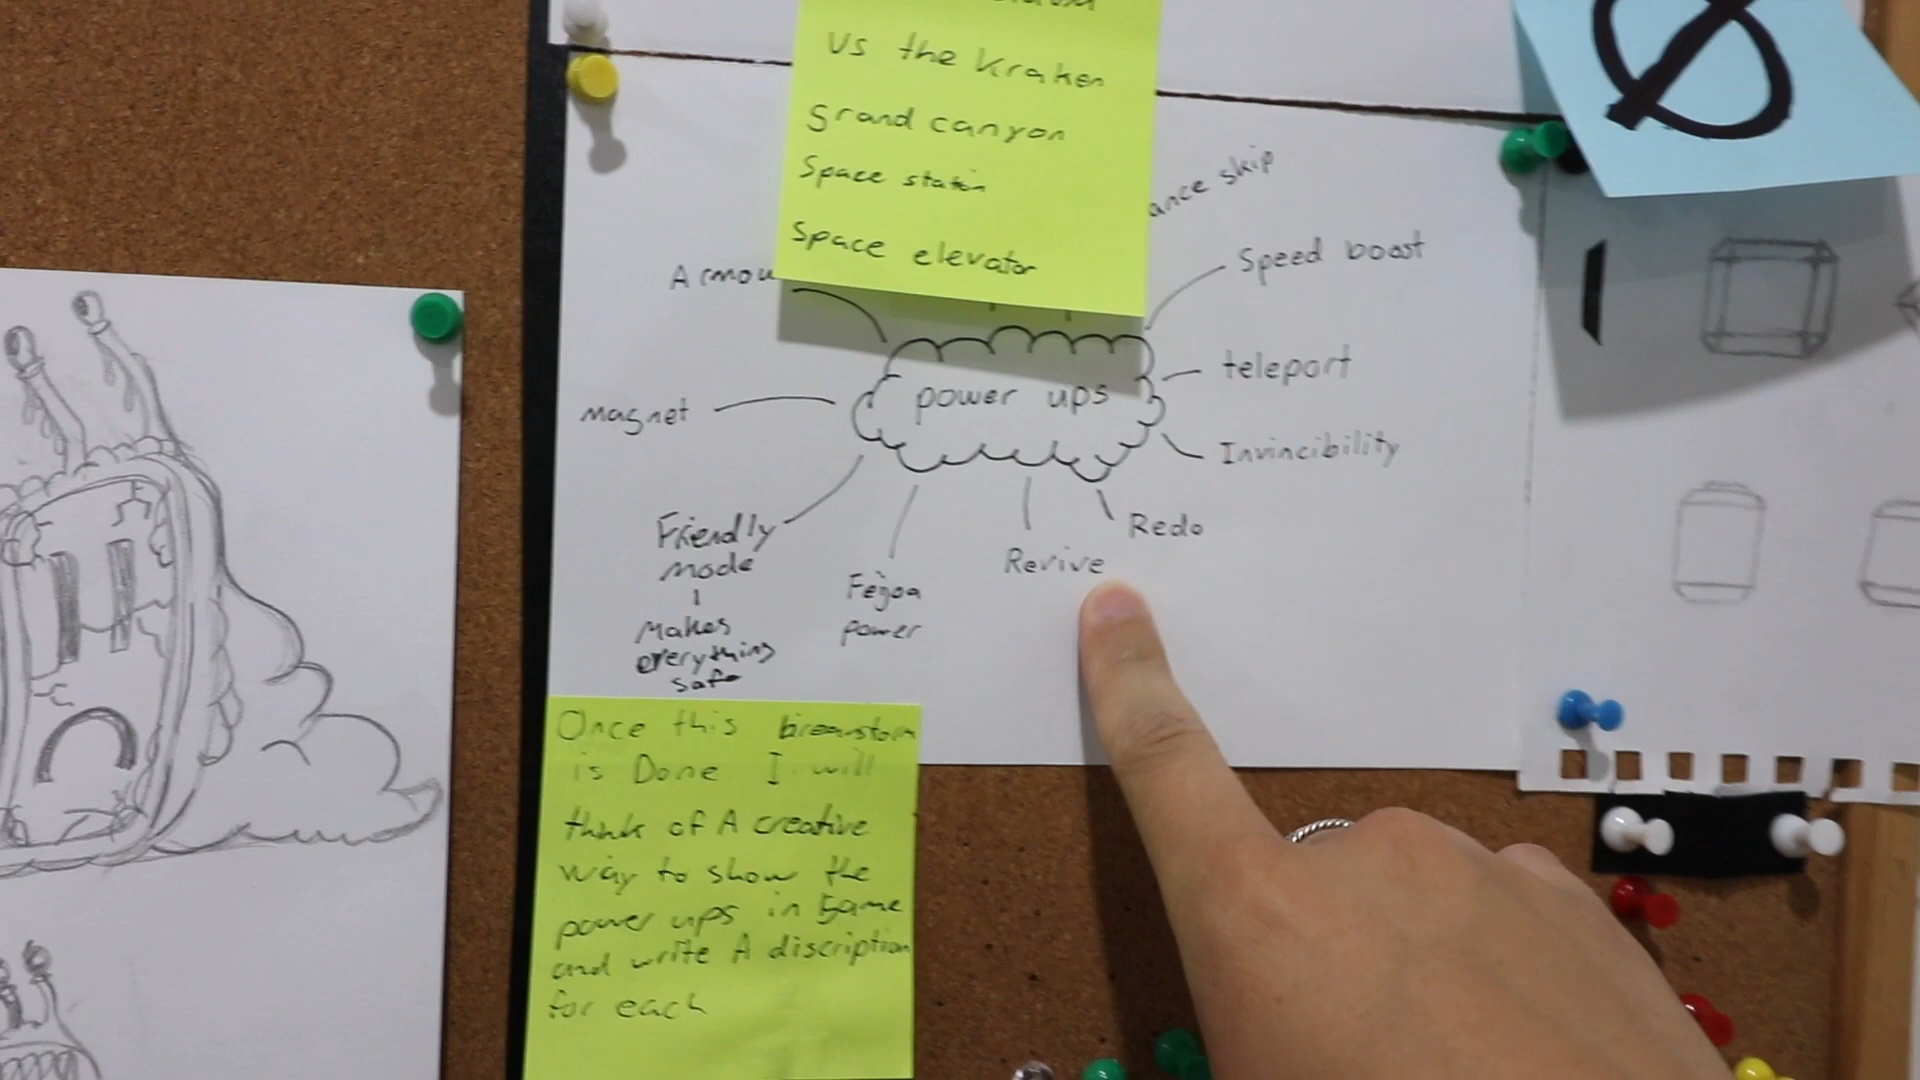 vs the Kraken
grand canyon
Space station
Space elevator
skip
Speed boost
Armou
teleport
power ups
magnet
Invincibility
Redo
Friendly
mode
Revive
Feijoa
power
Makes
everything
safe
Once this brainstorm
is Done I will
think of A creative
way to show the
power ups in Game
and write A discription
for each